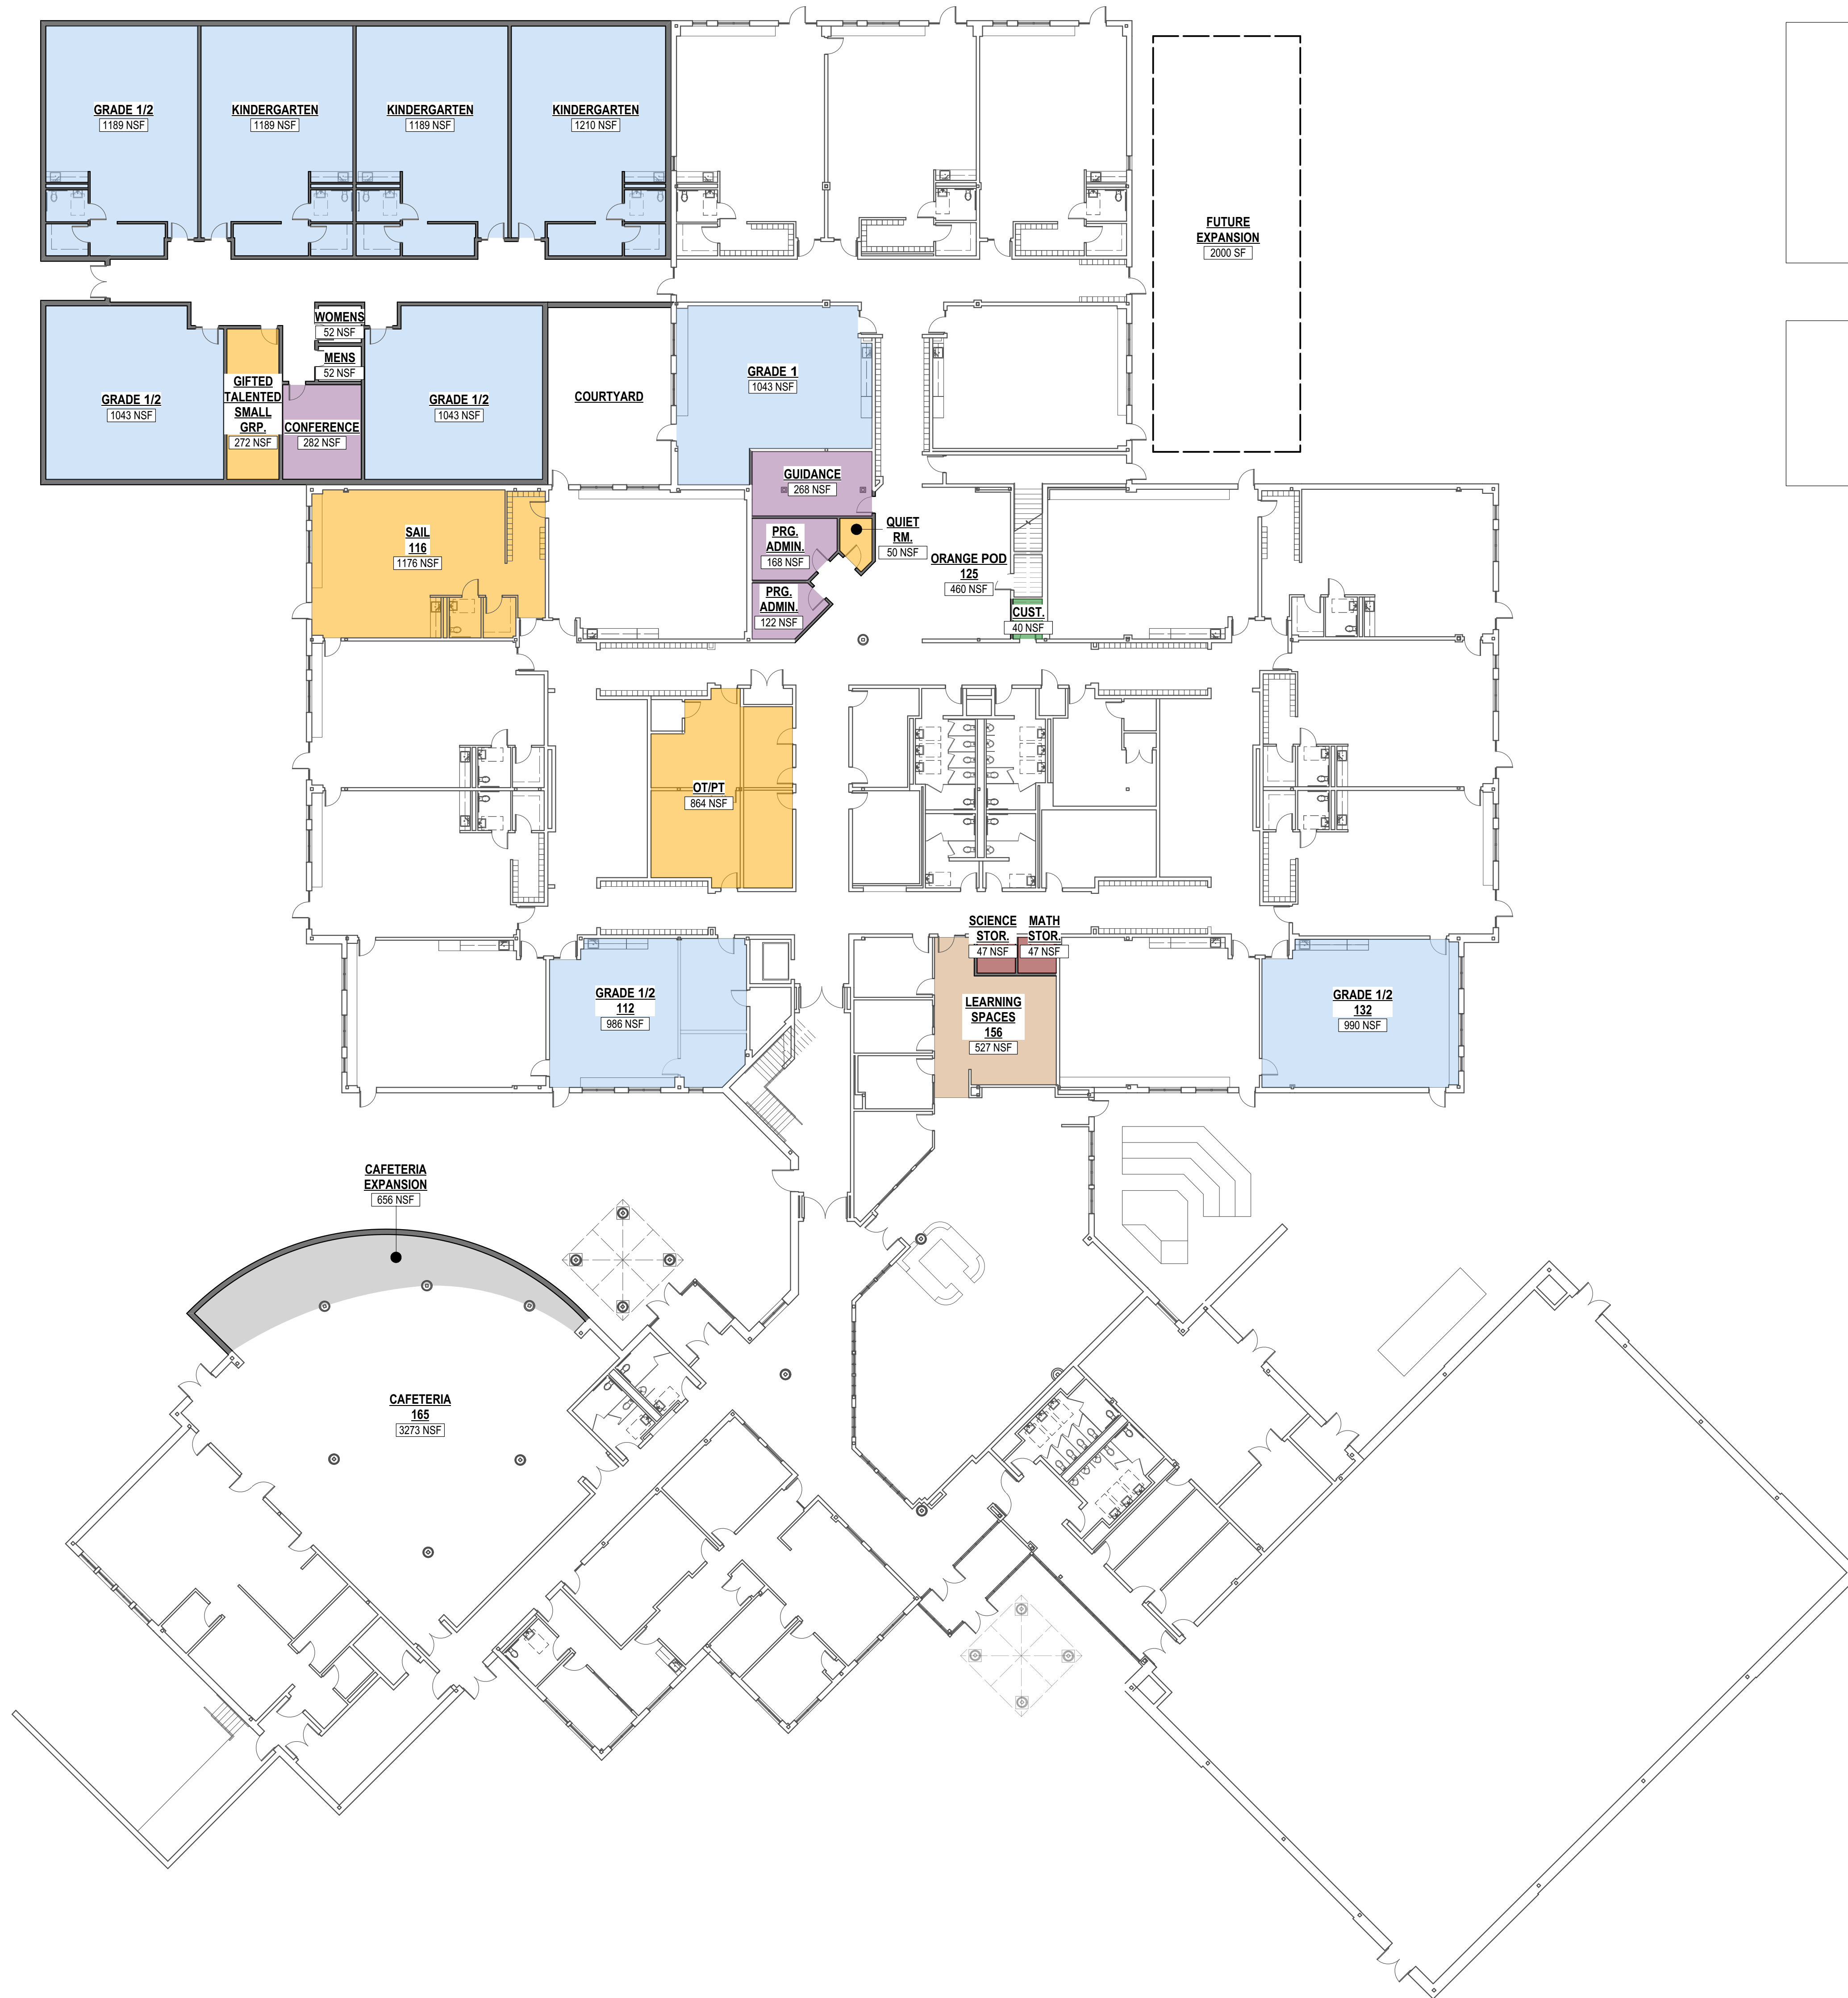 GRADE 1/2
1189 NSF
KINDERGARTEN
1189 NSF
KINDERGARTEN
1189 NSF
KINDERGARTEN
1210 NSF
FUTURE
EXPANSION
2000 SF
WOMENS
52 NSF
MENS
52 NSF
GRADE 1/2
1043 NSF
GIFTED
TALENTED
SMALL
GRP.
272 NSF
CONFERENCE
282 NSF
GRADE 1/2
1043 NSF
COURTYARD
GRADE 1
1043 NSF
GUIDANCE
268 NSF
SAIL
116
1176 NSF
PRG.
ADMIN.
168 NSF
QUIET
RM.
50 NSF
PRG.
ADMIN.
122 NSF
ORANGE POD
125
460 NSF
CUST.
40 NSF
OT/PT
864 NSF
SCIENCE
STOR.
47 NSF
MATH
STOR.
47 NSF
GRADE 1/2
112
986 NSF
LEARNING
SPACES
156
527 NSF
GRADE 1/2
132
990 NSF
CAFETERIA
EXPANSION
656 NSF
CAFETERIA
165
3273 NSF